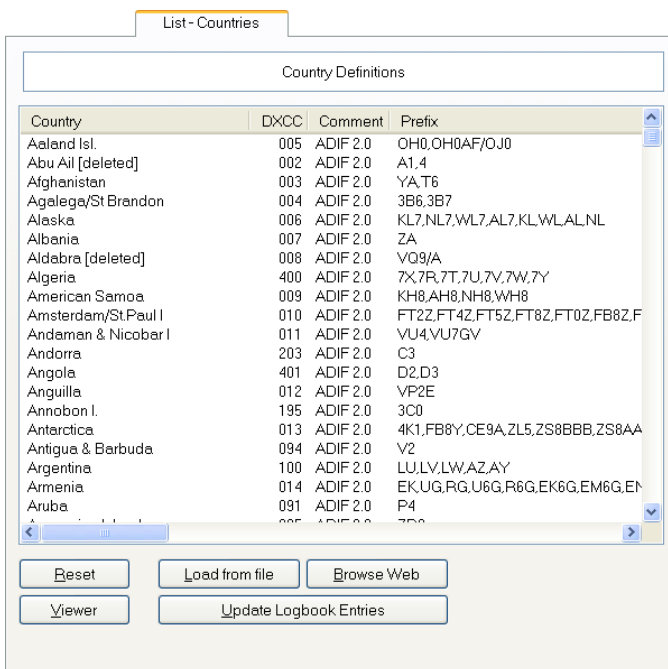 List - Countries
Country Definitions
Country DXCC Comment Prefix
Aaland Isl. 005 ADIF 2.0 OH0,OH0AF/OJ0
Abu Ail [deleted] 002 ADIF 2.0 A1,4
Afghanistan 003 ADIF 2.0 YA,T6
Agalega/St Brandon 004 ADIF 2.0 3B6,3B7
Alaska 006 ADIF 2.0 KL7,NL7,WL7,AL7,KL,WL,AL,NL
Albania 007 ADIF 2.0 ZA
Aldabra [deleted] 008 ADIF 2.0 VQ9/A
Algeria 400 ADIF 2.0 7X,7R,7T,7U,7V,7W,7Y
American Samoa 009 ADIF 2.0 KH8,AH8,NH8,WH8
Amsterdam/St.Paul I 010 ADIF 2.0 FT2Z,FT4Z,FT5Z,FT8Z,FT0Z,FB8Z,F
Andaman & Nicobar I 011 ADIF 2.0 VU4,VU7GV
Andorra 203 ADIF 2.0 C3
Angola 401 ADIF 2.0 D2,D3
Anguilla 012 ADIF 2.0 VP2E
Annobon I. 195 ADIF 2.0 3C0
Antarctica 013 ADIF 2.0 4K1,FB8Y,CE9A,ZL5,ZS8BBB,ZS8AA
Antigua & Barbuda 094 ADIF 2.0 V2
Argentina 100 ADIF 2.0 LU,LV,LW,AZ,AY
Armenia 014 ADIF 2.0 EK,UG,RG,U6G,R6G,EK6G,EM6G,EN
Aruba 091 ADIF 2.0 P4
Reset Load from file Browse Web
Viewer Update Logbook Entries